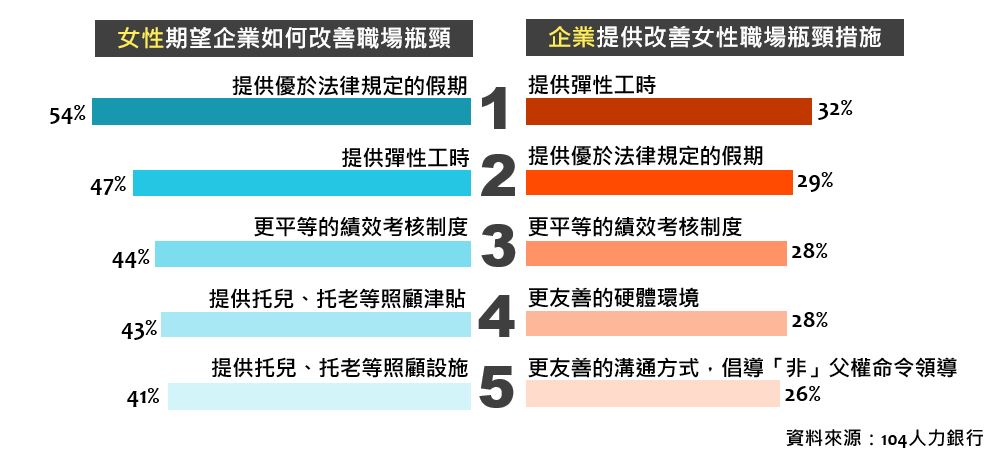 女性期望企業如何改善職場瓶頸
企業提供改善女性職場瓶頸措施
提供優於法律規定的假期
54%
1
提供彈性工時
32%
提供彈性工時
47%
2
提供優於法律規定的假期
29%
更平等的績效考核制度
44%
3
更平等的績效考核制度
28%
提供托兒、托老等照顧津貼
43%
4
更友善的硬體環境
28%
提供托兒、托老等照顧設施
41%
5
更友善的溝通方式，倡導「非」父權命令領導
26%
資料來源：104人力銀行